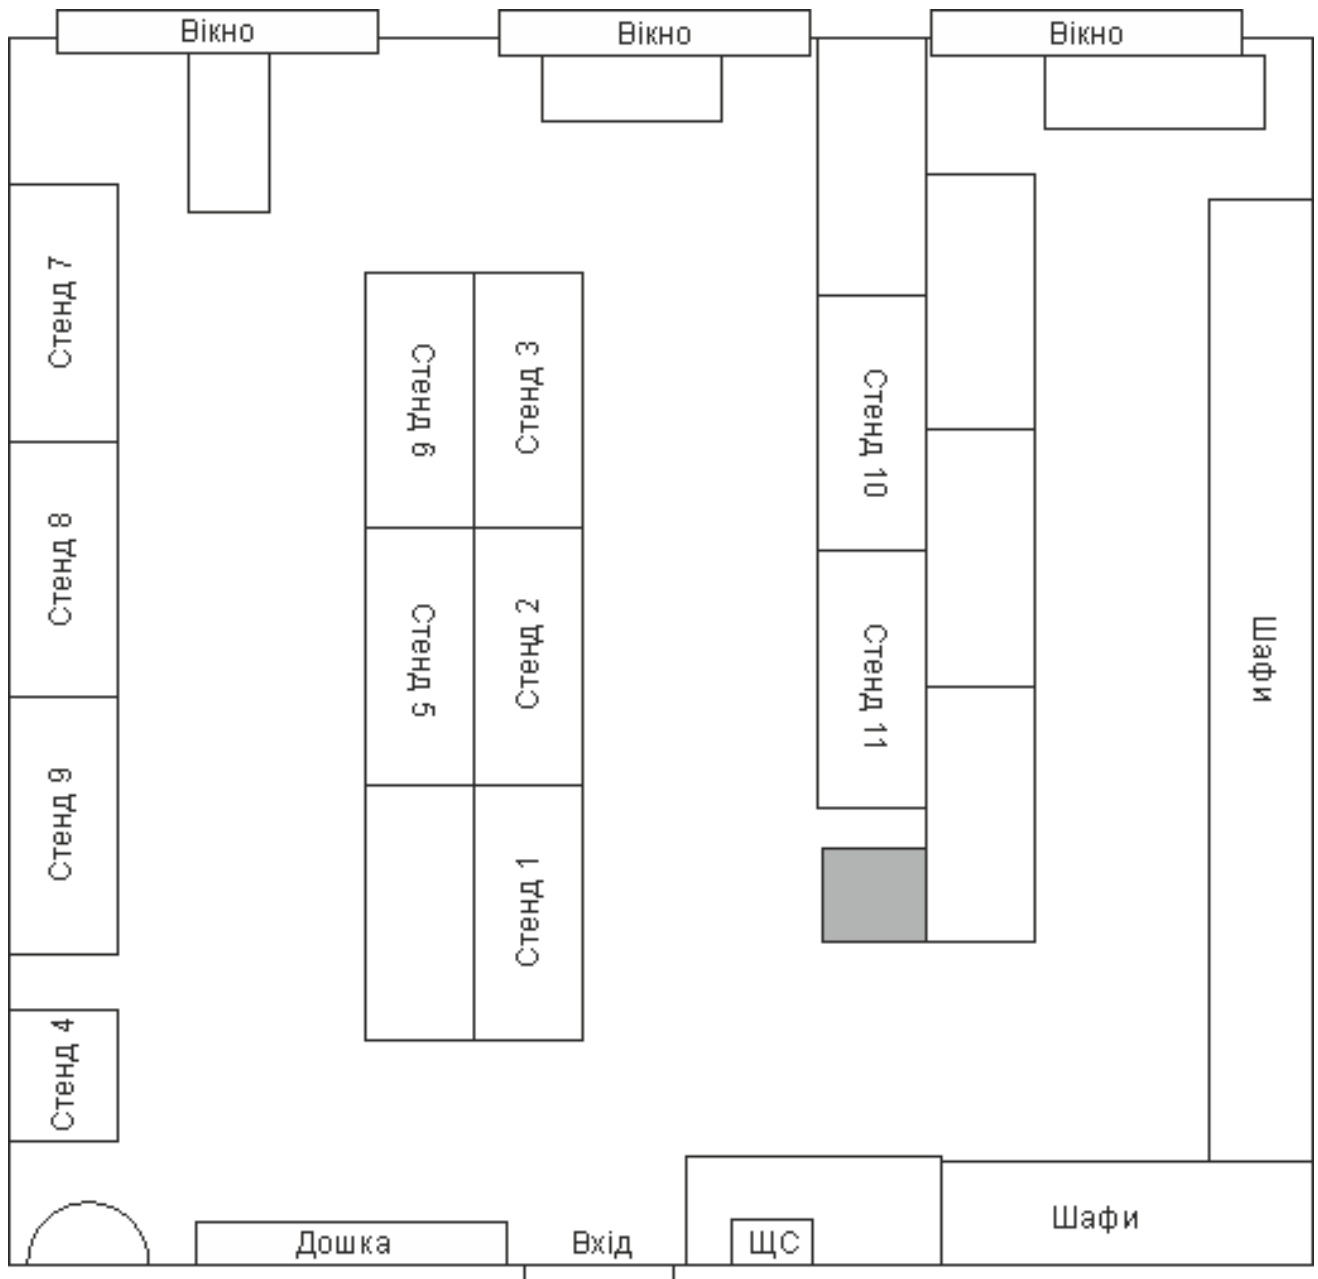 Вікно
Вікно
Вікно
Стенд 7
Стенд 6
Стенд 3
Стенд 10
Стенд 8
Стенд 5
Стенд 2
Стенд 11
Шафи
Стенд 9
Стенд 1
Стенд 4
Шафи
Дошка
Вхід
ЩС